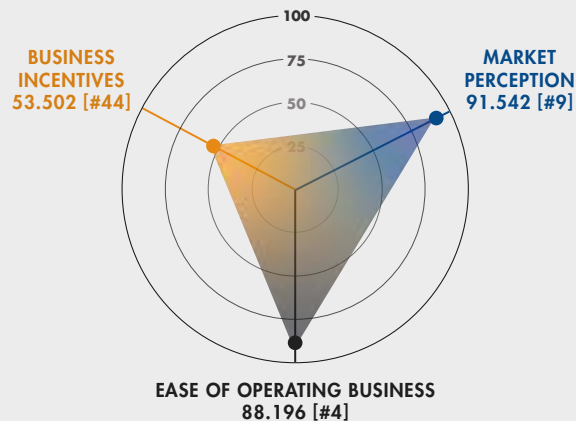 100
BUSINESS
INCENTIVES
53.502 [#44]
75
MARKET
PERCEPTION
91.542 [#9]
50
25
EASE OF OPERATING BUSINESS
88.196 [#4]